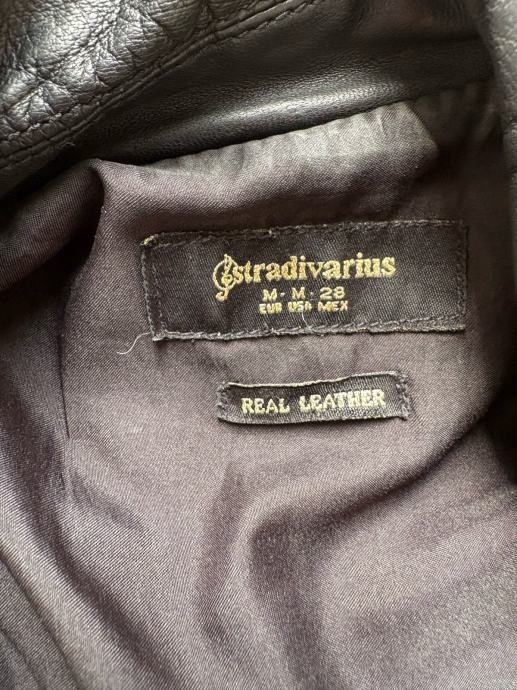 stradivarius
M - M - 28
EUR USA MEX
REAL LEATHER